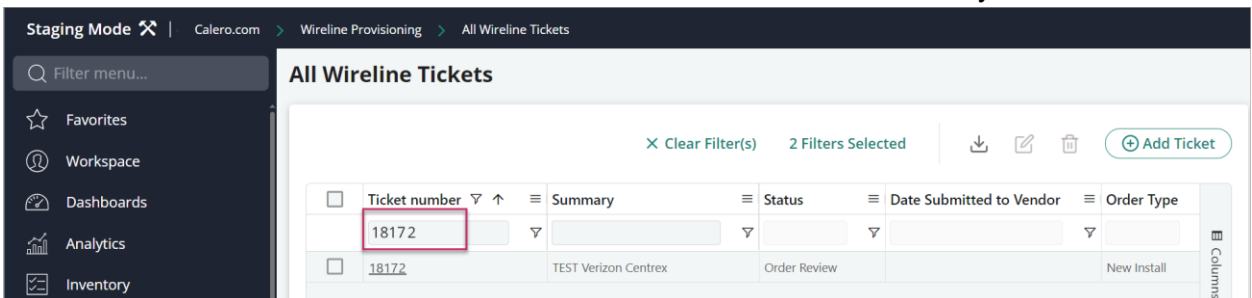 Staging Mode | Calero.com > Wireline Provisioning > All Wireline Tickets
Filter menu...
All Wireline Tickets
Favorites
Workspace
Dashboards
Analytics
Inventory
Clear Filter(s) 2 Filters Selected Add Ticket
Ticket number Summary Status Date Submitted to Vendor Order Type
18172
18172 TEST Verizon Centrex Order Review New Install
Columns